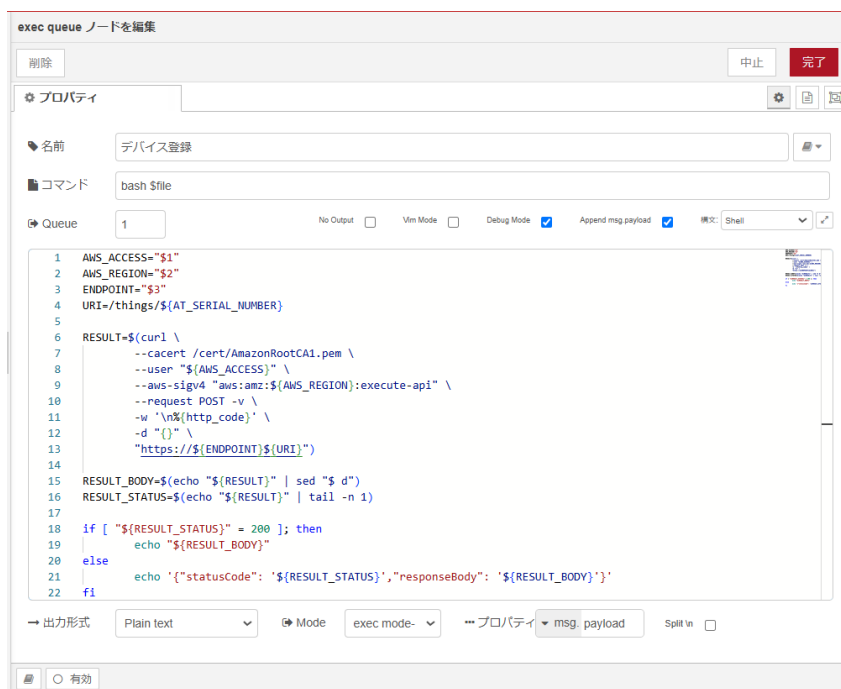 exec queue ノードを編集
削除 中止 完了
プロパティ
名前 デバイス登録
コマンド bash $file
Queue 1 No Output Vim Mode Debug Mode Append msg.payload 構文: Shell
1 AWS_ACCESS="$1"
2 AWS_REGION="$2"
3 ENDPOINT="$3"
4 URI=/things/${AT_SERIAL_NUMBER}
5
6 RESULT=$(curl \
7 --cacert /cert/AmazonRootCA1.pem \
8 --user "${AWS_ACCESS}" \
9 --aws-sigv4 "aws:amz:${AWS_REGION}:execute-api" \
10 --request POST -v \
11 -w '\n%{http_code}' \
12 -d "{}" \
13 "https://${ENDPOINT}${URI}")
14
15 RESULT_BODY=$(echo "${RESULT}" | sed "$ d")
16 RESULT_STATUS=$(echo "${RESULT}" | tail -n 1)
17
18 if [ "${RESULT_STATUS}" = 200 ]; then
19 echo "${RESULT_BODY}"
20 else
21 echo '{"statusCode": '${RESULT_STATUS}',"responseBody": '${RESULT_BODY}'}'
22 fi
出力形式 Plain text Mode exec mode- プロパティ msg. payload Split \n
有効